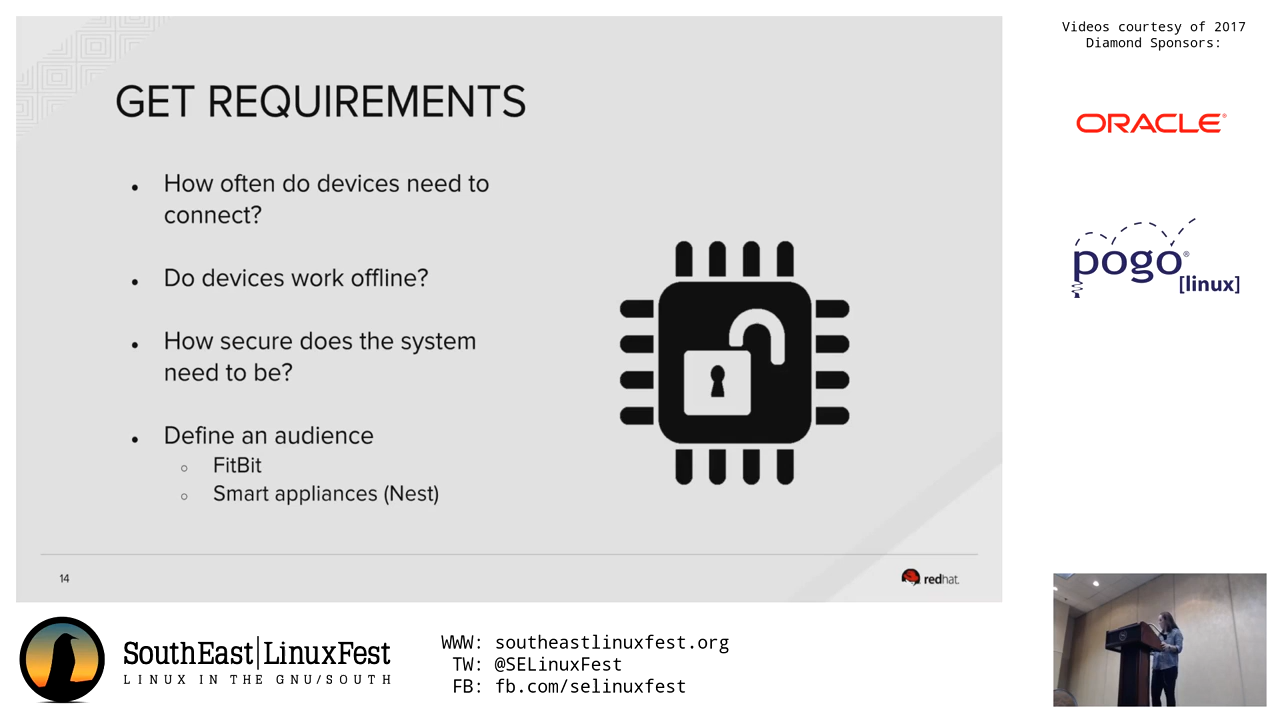 GET REQUIREMENTS
• How often do devices need to
connect?
• Do devices work offline?
• How secure does the system
need to be?
• Define an audience
○ FitBit
○ Smart appliances (Nest)
14
redhat.
Videos courtesy of 2017
Diamond Sponsors:
ORACLE®
pogo®
[linux]
SouthEast|LinuxFest
LINUX IN THE GNU/SOUTH
WWW: southeastlinuxfest.org
TW: @SELinuxFest
FB: fb.com/selinuxfest